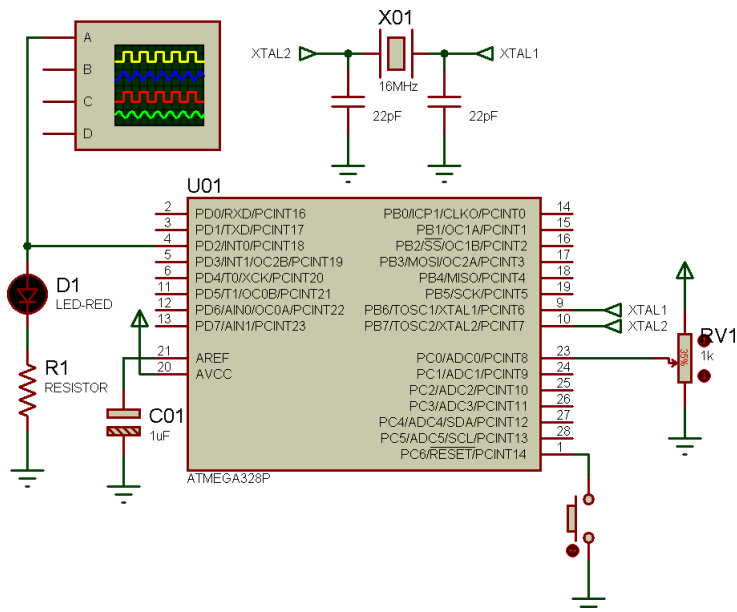 X01
A
B
C
D
XTAL2
XTAL1
16MHz
22pF
22pF
U01
2
3
4
5
6
11
12
13
21
20
PD0/RXD/PCINT16
PD1/TXD/PCINT17
PD2/INT0/PCINT18
PD3/INT1/OC2B/PCINT19
PD4/T0/XCK/PCINT20
PD5/T1/OC0B/PCINT21
PD6/AIN0/OC0A/PCINT22
PD7/AIN1/PCINT23
AREF
AVCC
PB0/ICP1/CLKO/PCINT0
PB1/OC1A/PCINT1
PB2/SS/OC1B/PCINT2
PB3/MOSI/OC2A/PCINT3
PB4/MISO/PCINT4
PB5/SCK/PCINT5
PB6/TOSC1/XTAL1/PCINT6
PB7/TOSC2/XTAL2/PCINT7
PC0/ADC0/PCINT8
PC1/ADC1/PCINT9
PC2/ADC2/PCINT10
PC3/ADC3/PCINT11
PC4/ADC4/SDA/PCINT12
PC5/ADC5/SCL/PCINT13
PC6/RESET/PCINT14
14
15
16
17
18
19
9
10
23
24
25
26
27
28
1
XTAL1
XTAL2
ATMEGA328P
D1
LED-RED
R1
RESISTOR
C01
1uF
RV1
1k
35%